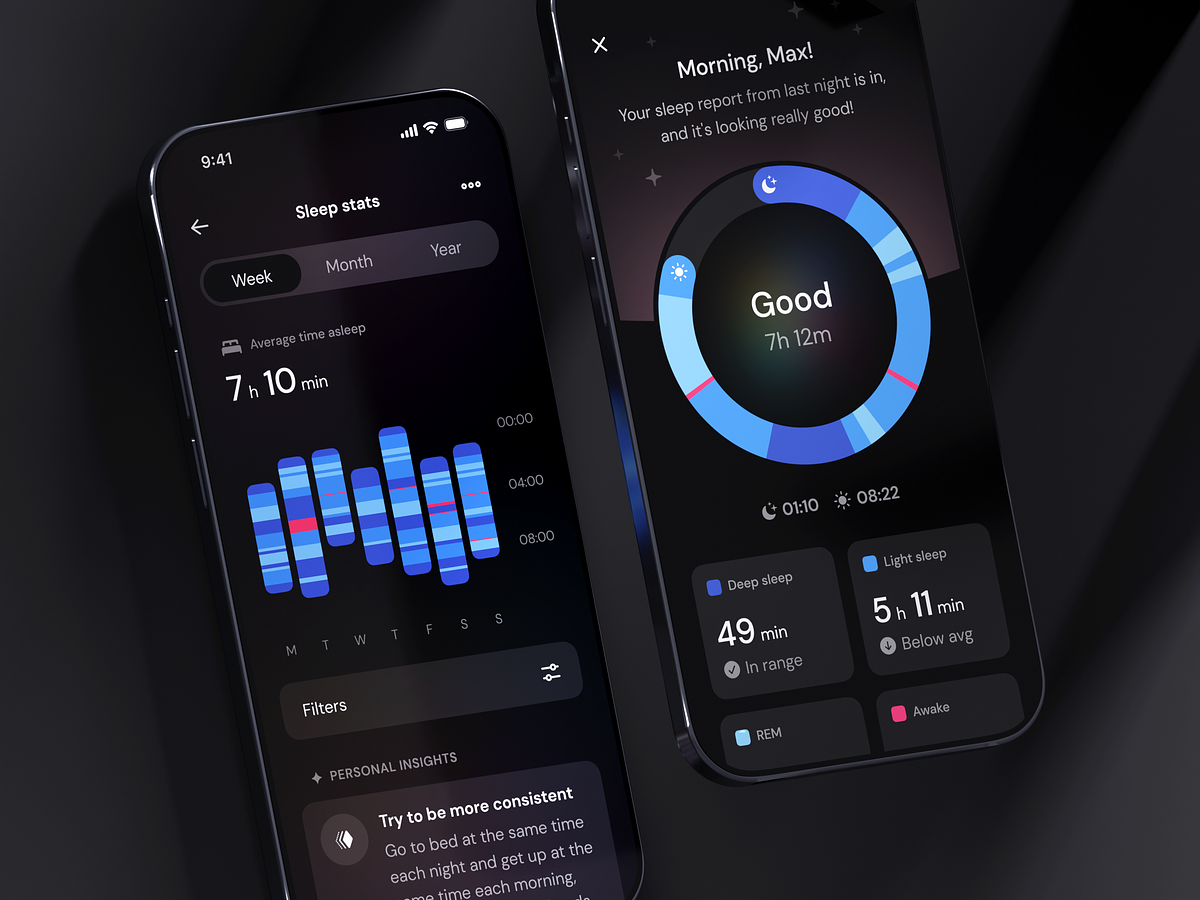 9:41
Sleep stats
Week
Month
Year
Average time asleep
7 h 10 min
00:00
04:00
08:00
M T W T F S S
Filters
PERSONAL INSIGHTS
Try to be more consistent
Go to bed at the same time
each night and get up at the
same time each morning,
Morning, Max!
Your sleep report from last night is in,
and it's looking really good!
Good
7h 12m
01:10
08:22
Deep sleep
49 min
In range
Light sleep
5 h 11 min
Below avg
REM
Awake